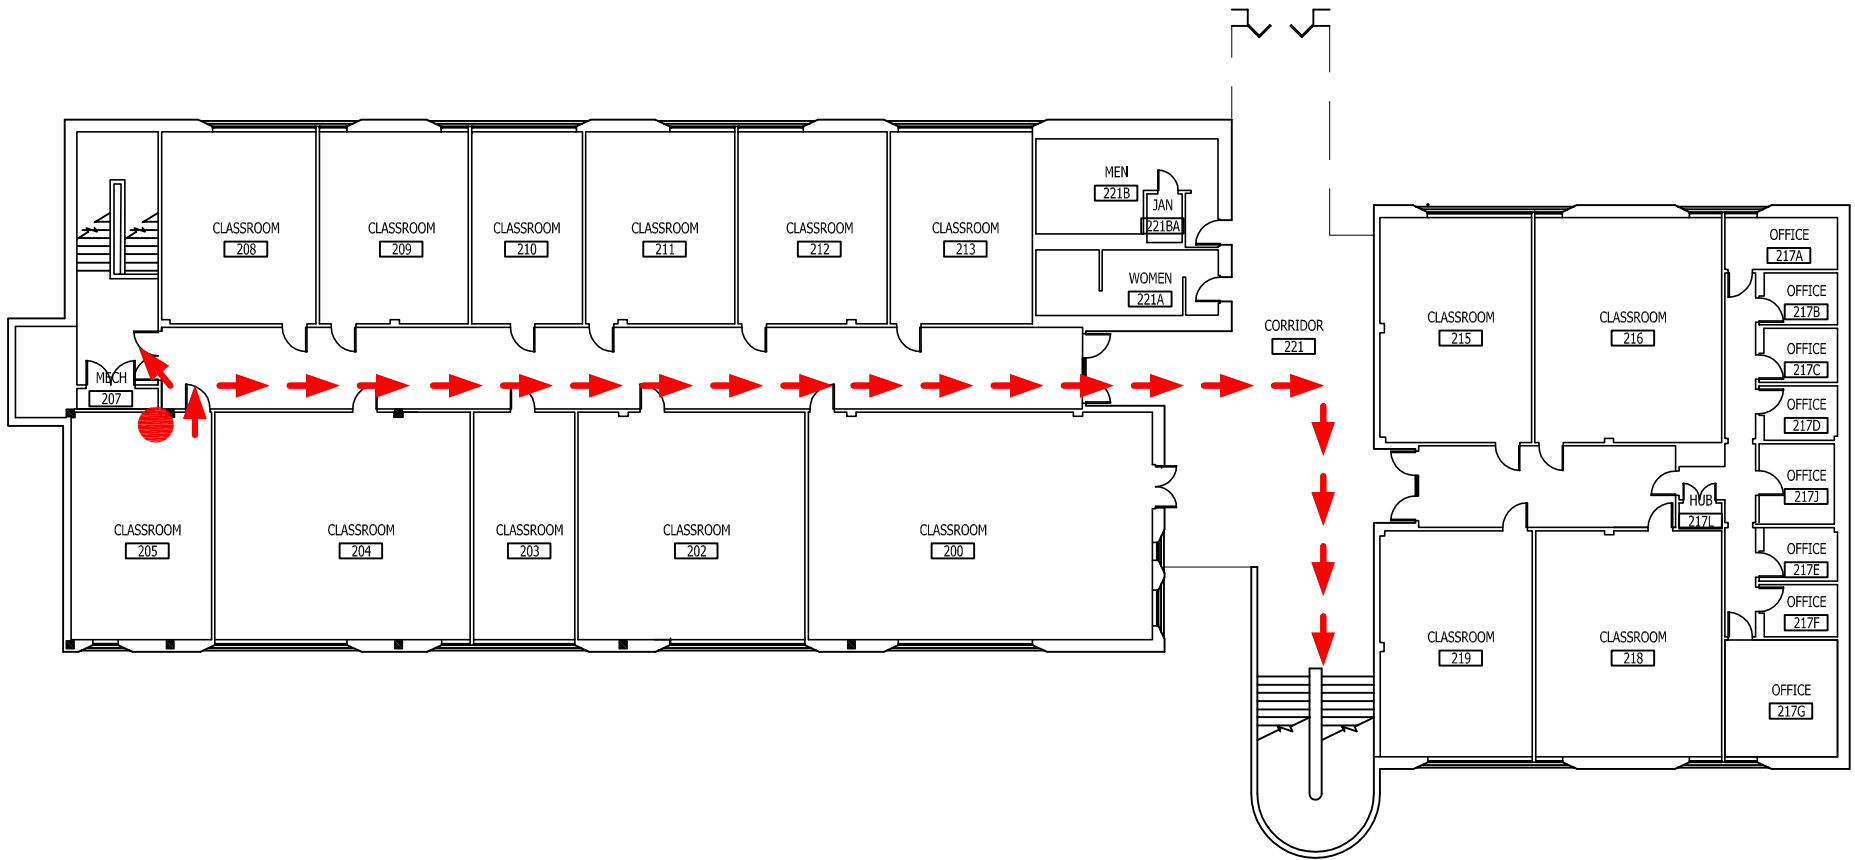 MEN
221B
JAN
221BA
CLASSROOM
208
CLASSROOM
209
CLASSROOM
210
CLASSROOM
211
CLASSROOM
212
CLASSROOM
213
WOMEN
221A
OFFICE
217A
OFFICE
217B
CORRIDOR
221
CLASSROOM
215
CLASSROOM
216
OFFICE
217C
MECH
207
OFFICE
217D
OFFICE
217J
HUB
217L
CLASSROOM
205
CLASSROOM
204
CLASSROOM
203
CLASSROOM
202
CLASSROOM
200
OFFICE
217E
OFFICE
217F
CLASSROOM
219
CLASSROOM
218
OFFICE
217G